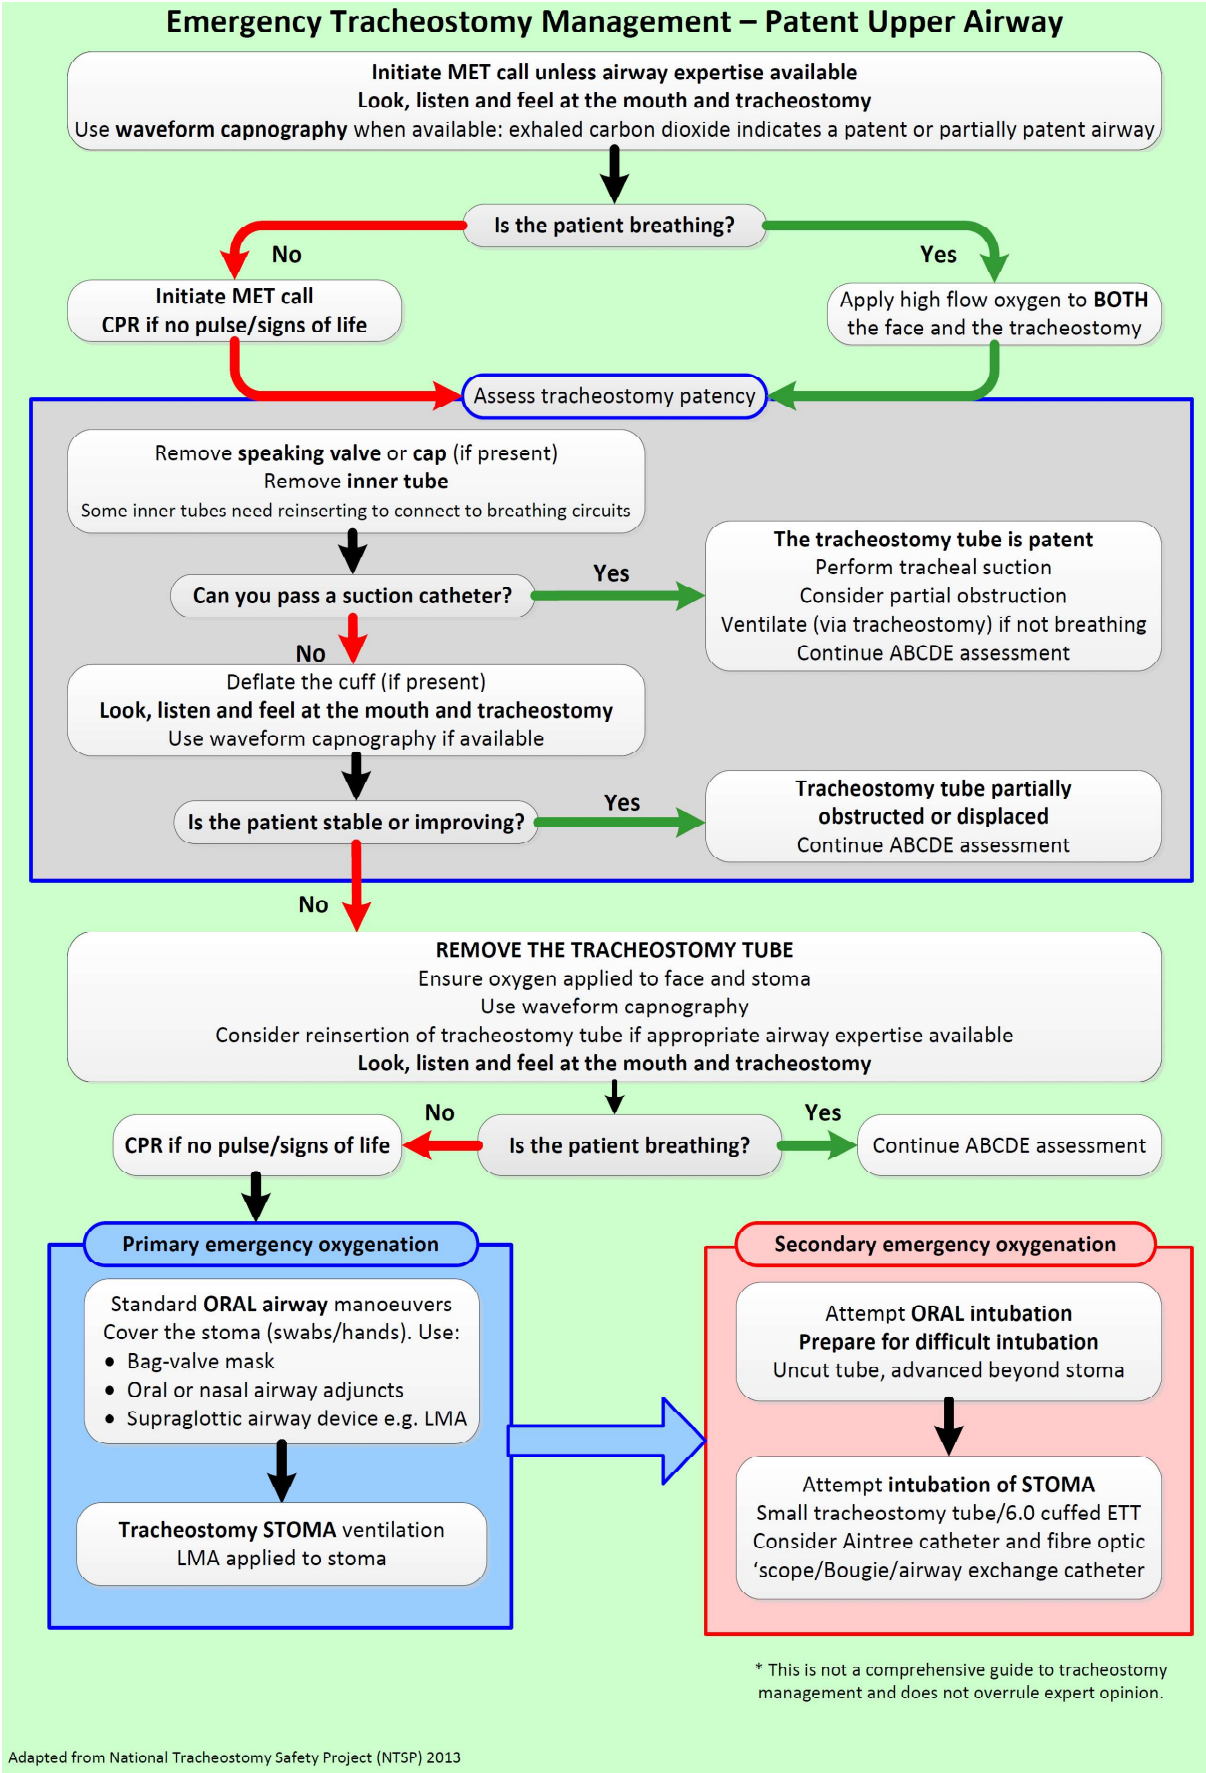 Emergency Tracheostomy Management – Patent Upper Airway
Initiate MET call unless airway expertise available
Look, listen and feel at the mouth and tracheostomy
Use waveform capnography when available: exhaled carbon dioxide indicates a patent or partially patent airway
Is the patient breathing?
No
Yes
Initiate MET call
CPR if no pulse/signs of life
Apply high flow oxygen to BOTH
the face and the tracheostomy
Assess tracheostomy patency
Remove speaking valve or cap (if present)
Remove inner tube
Some inner tubes need reinserting to connect to breathing circuits
Can you pass a suction catheter?
Yes
The tracheostomy tube is patent
Perform tracheal suction
Consider partial obstruction
Ventilate (via tracheostomy) if not breathing
Continue ABCDE assessment
No
Deflate the cuff (if present)
Look, listen and feel at the mouth and tracheostomy
Use waveform capnography if available
Is the patient stable or improving?
Yes
Tracheostomy tube partially
obstructed or displaced
Continue ABCDE assessment
No
REMOVE THE TRACHEOSTOMY TUBE
Ensure oxygen applied to face and stoma
Use waveform capnography
Consider reinsertion of tracheostomy tube if appropriate airway expertise available
Look, listen and feel at the mouth and tracheostomy
Is the patient breathing?
No
Yes
CPR if no pulse/signs of life
Continue ABCDE assessment
Primary emergency oxygenation
Standard ORAL airway manoeuvers
Cover the stoma (swabs/hands). Use:
• Bag-valve mask
• Oral or nasal airway adjuncts
• Supraglottic airway device e.g. LMA
Tracheostomy STOMA ventilation
LMA applied to stoma
Secondary emergency oxygenation
Attempt ORAL intubation
Prepare for difficult intubation
Uncut tube, advanced beyond stoma
Attempt intubation of STOMA
Small tracheostomy tube/6.0 cuffed ETT
Consider Aintree catheter and fibre optic
‘scope/Bougie/airway exchange catheter
* This is not a comprehensive guide to tracheostomy
management and does not overrule expert opinion.
Adapted from National Tracheostomy Safety Project (NTSP) 2013